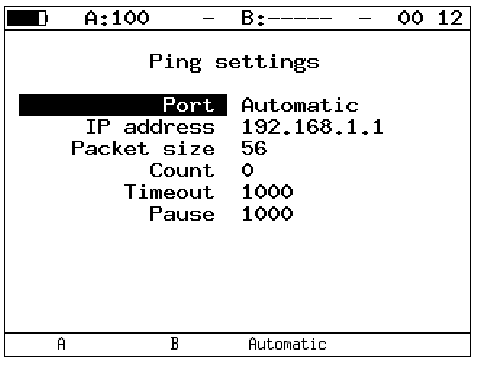 A:100 – B:----- – 00 12
Ping settings
Port Automatic
IP address 192.168.1.1
Packet size 56
Count 0
Timeout 1000
Pause 1000
A B Automatic